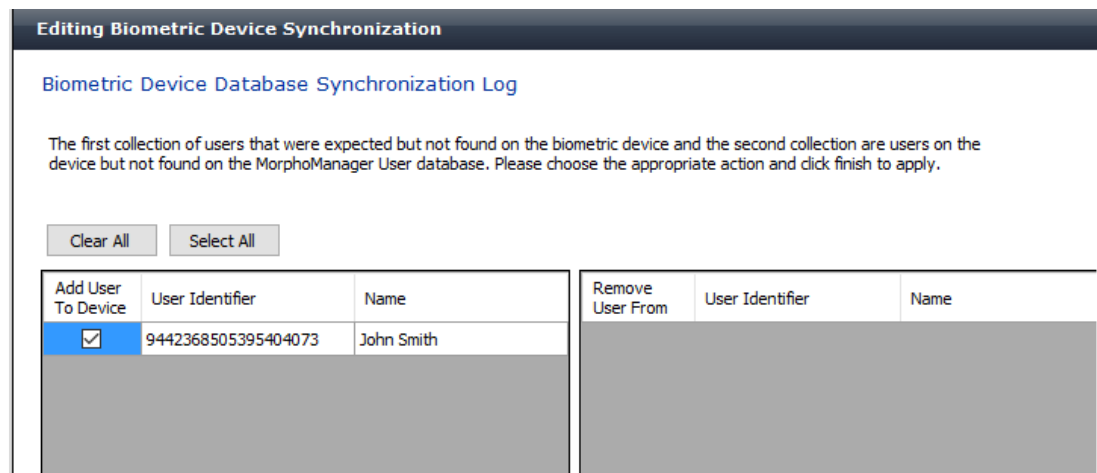 Editing Biometric Device Synchronization
Biometric Device Database Synchronization Log
The first collection of users that were expected but not found on the biometric device and the second collection are users on the
device but not found on the MorphoManager User database. Please choose the appropriate action and click finish to apply.
Clear All Select All
Add User
To Device User Identifier Name
Remove
User From User Identifier Name
9442368505395404073 John Smith